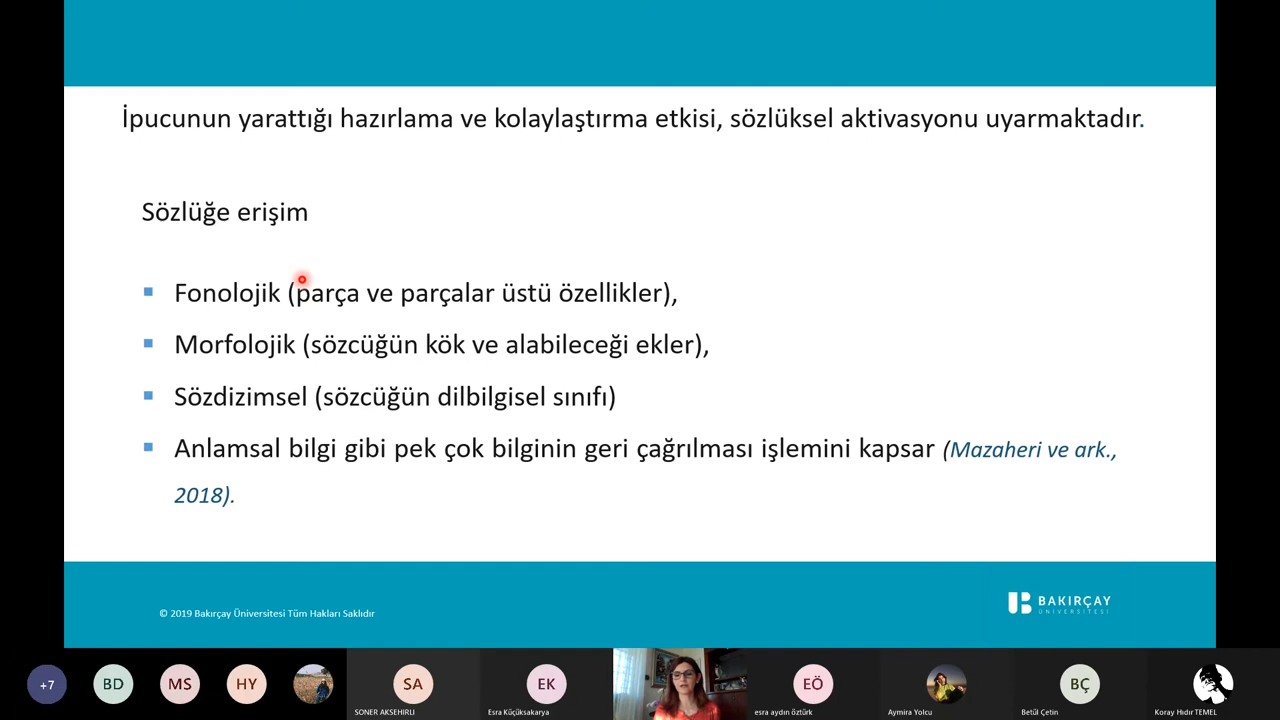 İpucunun yarattığı hazırlama ve kolaylaştırma etkisi, sözlüksel aktivasyonu uyarmaktadır.
Sözlüğe erişim
Fonolojik (parça ve parçalar üstü özellikler),
Morfolojik (sözcüğün kök ve alabileceği ekler),
Sözdizimsel (sözcüğün dilbilgisel sınıfı)
Anlamsal bilgi gibi pek çok bilginin geri çağrılması işlemini kapsar (Mazaheri ve ark.,
2018).
© 2019 Bakırçay Üniversitesi Tüm Hakları Saklıdır
BAKIRÇAY
ÜNİVERSİTESİ
+7
BD
MS
HY
SA
EK
EÖ
BÇ
SONER AKSEHIRLI
Esra Küçüksakarya
esra aydın öztürk
Aymira Yolcu
Betül Çetin
Koray Hıdır TEMEL